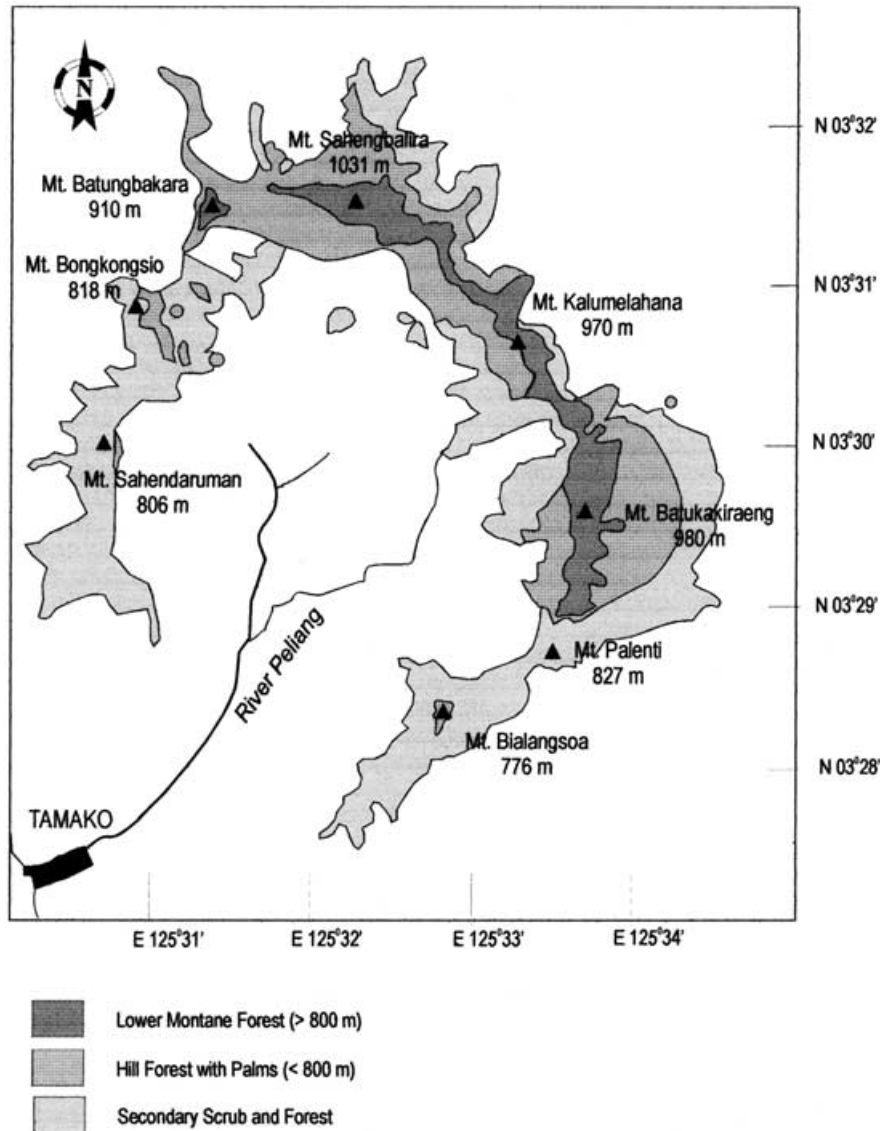 N
N 03°32'
Mt. Sahengbalira
1031 m
Mt. Batungbakara
910 m
Mt. Bongkongsio
818 m
N 03°31'
Mt. Kalumelahana
970 m
N 03°30'
Mt. Sahendaruman
806 m
Mt. Batukakiraeng
980 m
N 03°29'
Mt. Palenti
827 m
River Peliang
Mt. Bialangsoa
776 m
N 03°28'
TAMAKO
E 125°31'
E 125°32'
E 125°33'
E 125°34'
Lower Montane Forest (> 800 m)
Hill Forest with Palms (< 800 m)
Secondary Scrub and Forest